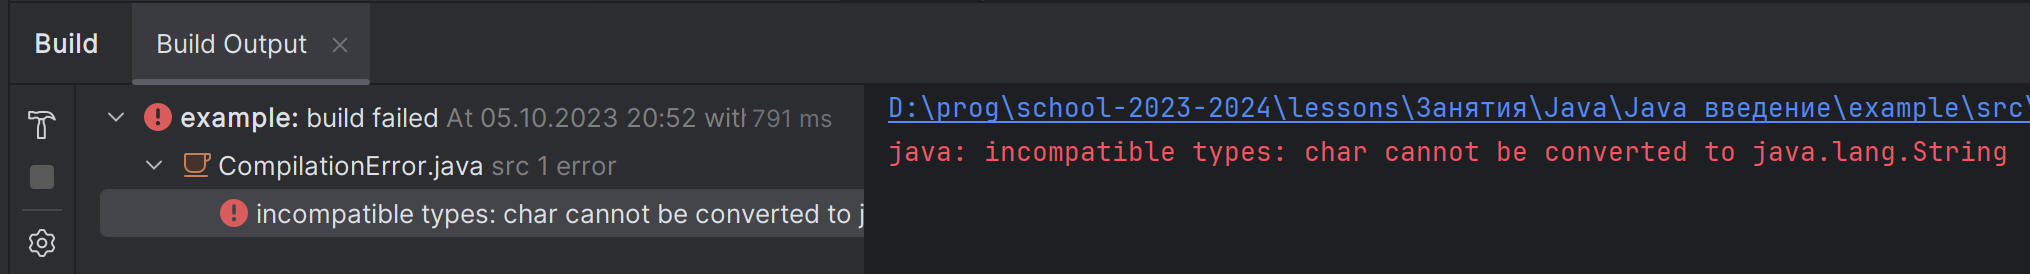 Build Build Output
example: build failed At 05.10.2023 20:52 with 791 ms
CompilationError.java src 1 error
incompatible types: char cannot be converted to j
D:\prog\school-2023-2024\lessons\Занятия\Java\Java введение\example\src\
java: incompatible types: char cannot be converted to java.lang.String